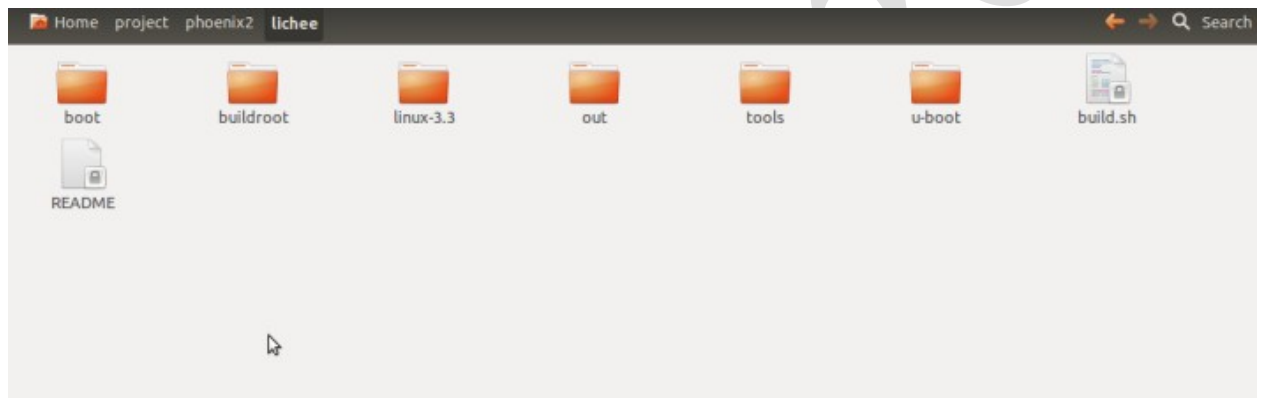 Home project phoenix2 lichee Search
boot buildroot linux-3.3 out tools u-boot build.sh
README